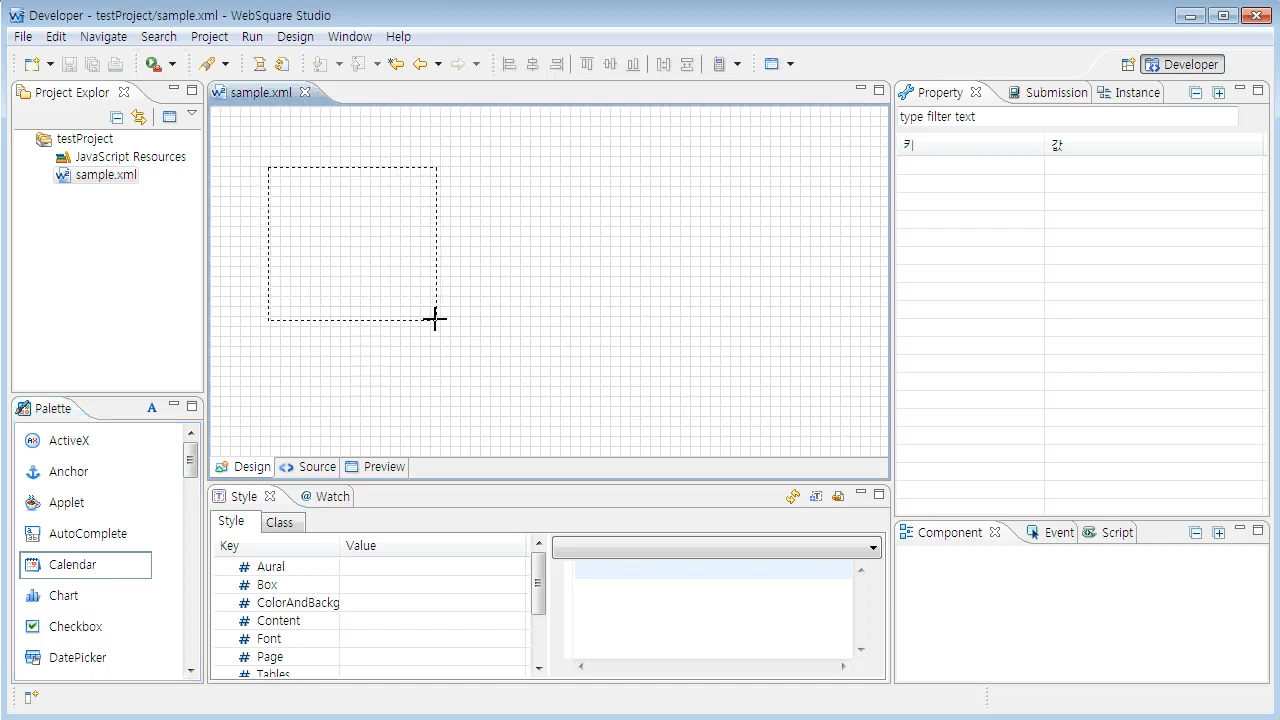 Developer - testProject/sample.xml - WebSquare Studio
File Edit Navigate Search Project Run Design Window Help
Developer
Project Explor
testProject
JavaScript Resources
sample.xml
sample.xml
Design Source Preview
Property Submission Instance
type filter text
키 값
Palette
A
ActiveX
Anchor
Applet
AutoComplete
Calendar
Chart
Checkbox
DatePicker
Style Watch
Style Class
Key Value
Aural
Box
ColorAndBackg
Content
Font
Page
Tables
Component Event Script